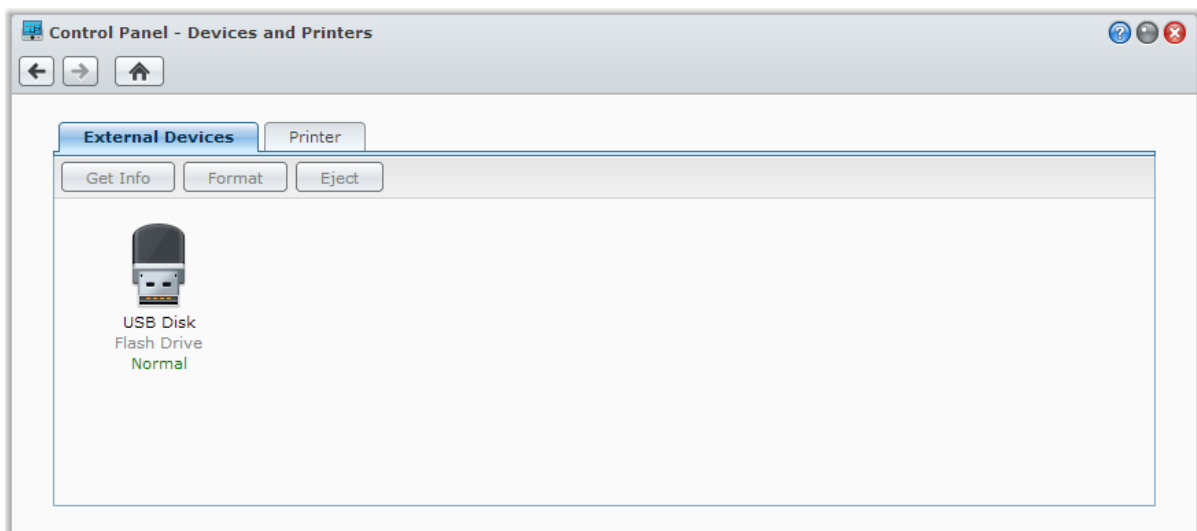 Control Panel - Devices and Printers
External Devices Printer
Get Info Format Eject
USB Disk
Flash Drive
Normal